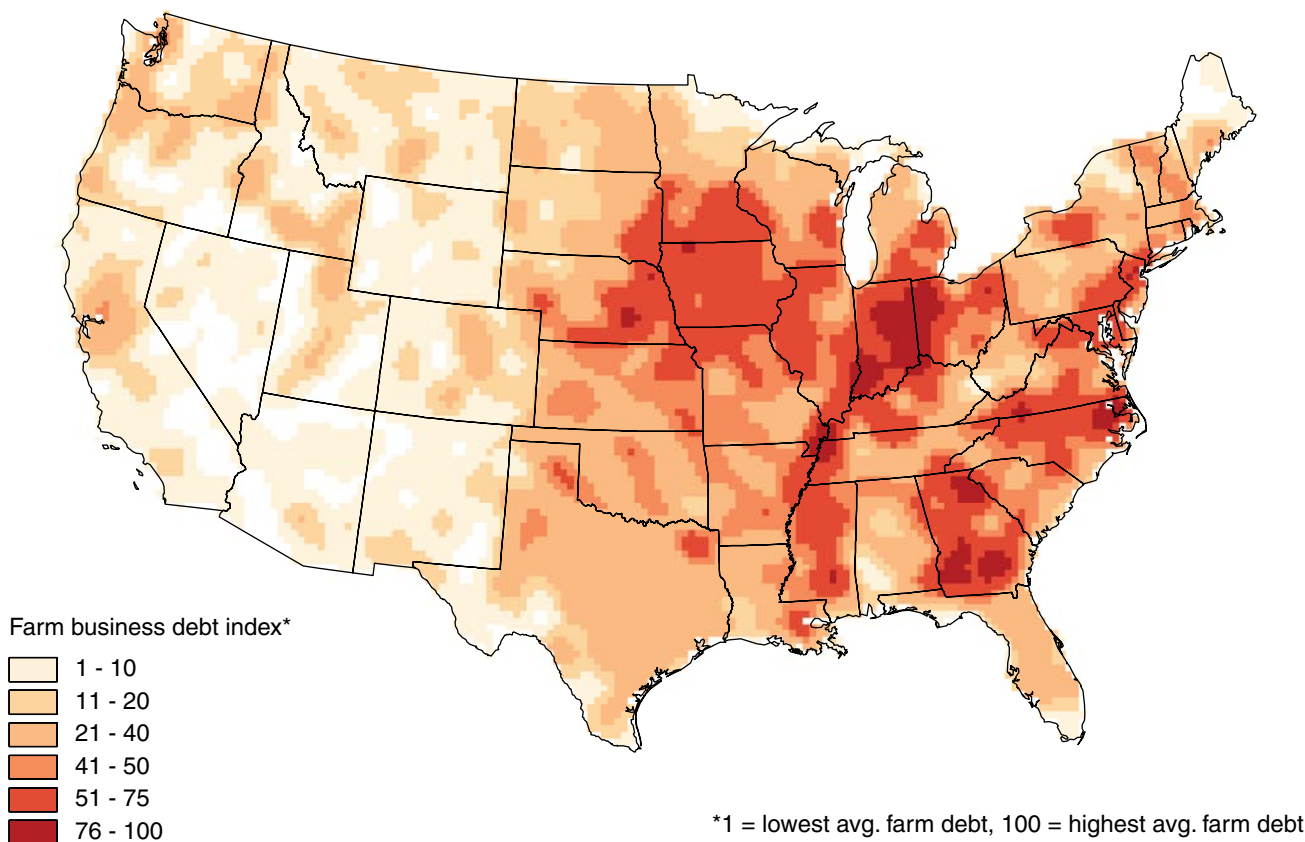 Farm business debt index*
1 - 10
11 - 20
21 - 40
41 - 50
51 - 75
76 - 100
*1 = lowest avg. farm debt, 100 = highest avg. farm debt